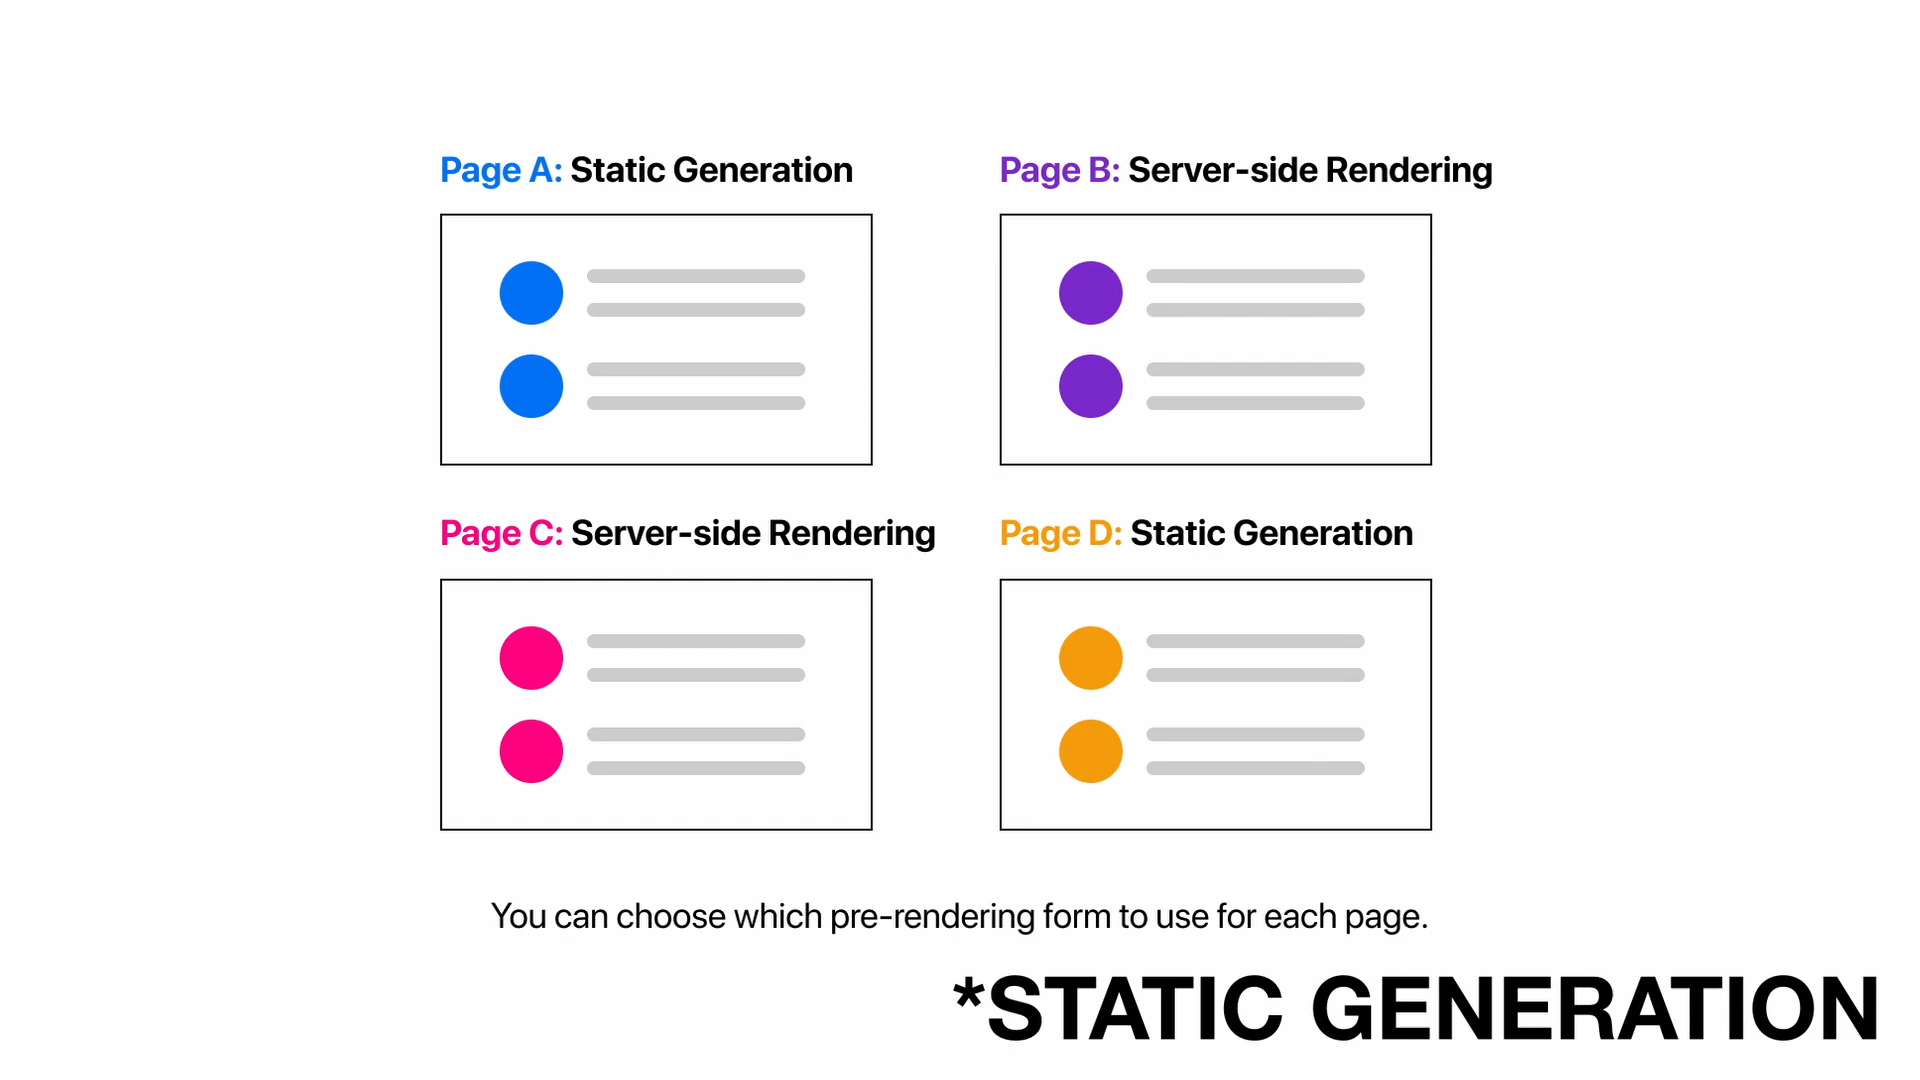 Page A: Static Generation
Page B: Server-side Rendering
Page C: Server-side Rendering
Page D: Static Generation
You can choose which pre-rendering form to use for each page.
*STATIC GENERATION